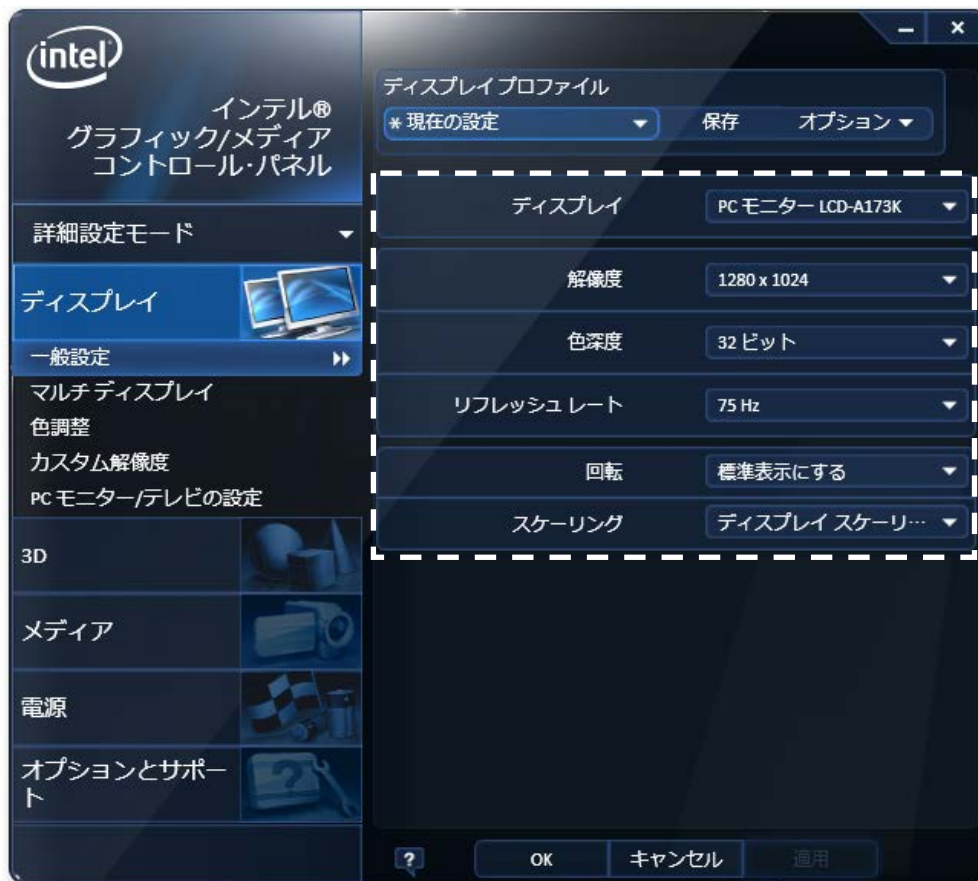 intel
インテル®
グラフィック/メディア
コントロール・パネル
詳細設定モード
ディスプレイ
一般設定
マルチ ディスプレイ
色調整
カスタム解像度
PC モニター/テレビの設定
3D
メディア
電源
オプションとサポー
ト
ディスプレイ プロファイル
* 現在の設定 保存 オプション
ディスプレイ PC モニター LCD-A173K
解像度 1280 x 1024
色深度 32 ビット
リフレッシュ レート 75 Hz
回転 標準表示にする
スケーリング ディスプレイ スケーリ…
? OK キャンセル 適用